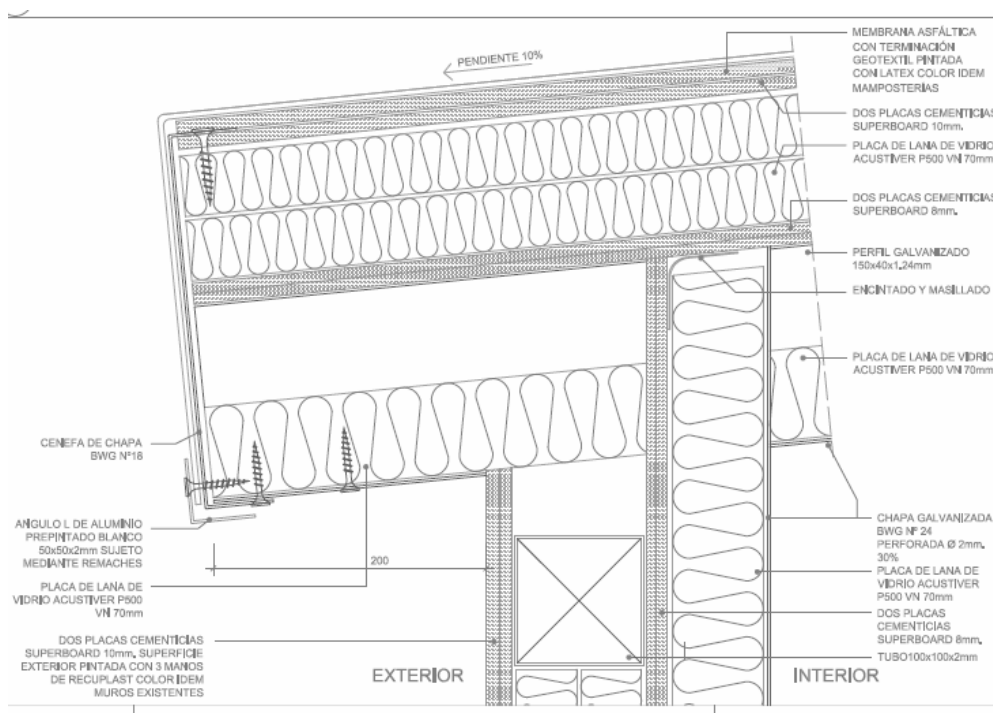 MEMBRANA ASFÁLTICA
CON TERMINACIÓN
GEOTEXTIL PINTADA
CON LATEX COLOR IDEM
MAMPOSTERIAS
PENDIENTE 10%
DOS PLACAS CEMENTICIAS
SUPERBOARD 10mm.
PLACA DE LANA DE VIDRIO
ACUSTIVER P500 VN 70mm
DOS PLACAS CEMENTICIAS
SUPERBOARD 8mm.
PERFIL GALVANIZADO
150x40x1.24mm
ENCINTADO Y MASILLADO
PLACA DE LANA DE VIDRIO
ACUSTIVER P500 VN 70mm
CENEFA DE CHAPA
BWG Nº18
ANGULO L DE ALUMINIO
PREPINTADO BLANCO
50x50x2mm SUJETO
MEDIANTE REMACHES
200
PLACA DE LANA DE
VIDRIO ACUSTIVER P500
VN 70mm
DOS PLACAS CEMENTICIAS
SUPERBOARD 10mm. SUPERFICIE
EXTERIOR PINTADA CON 3 MANOS
DE RECUPLAST COLOR IDEM
MUROS EXISTENTES
EXTERIOR
CHAPA GALVANIZADA
BWG Nº 24
PERFORADA Ø 2mm.
30%
PLACA DE LANA DE
VIDRIO ACUSTIVER
P500 VN 70mm
DOS PLACAS
CEMENTICIAS
SUPERBOARD 8mm.
TUBO100x100x2mm
INTERIOR